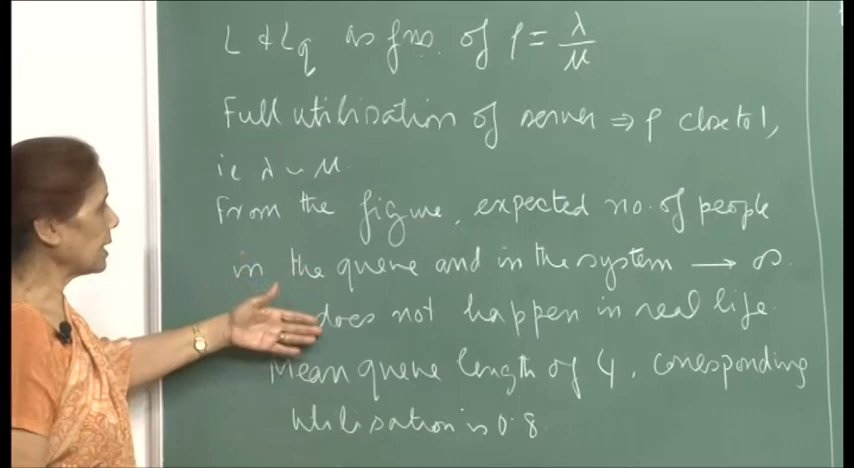 L & Lq as fns. of ρ = λ/μ
Full utilisation of server ⇒ ρ close to 1,
ie λ ~ μ.
From the figure, expected no. of people
in the queue and in the system → ∞.
does not happen in real life.
Mean queue length of 4, corresponding
utilisation is 0.8